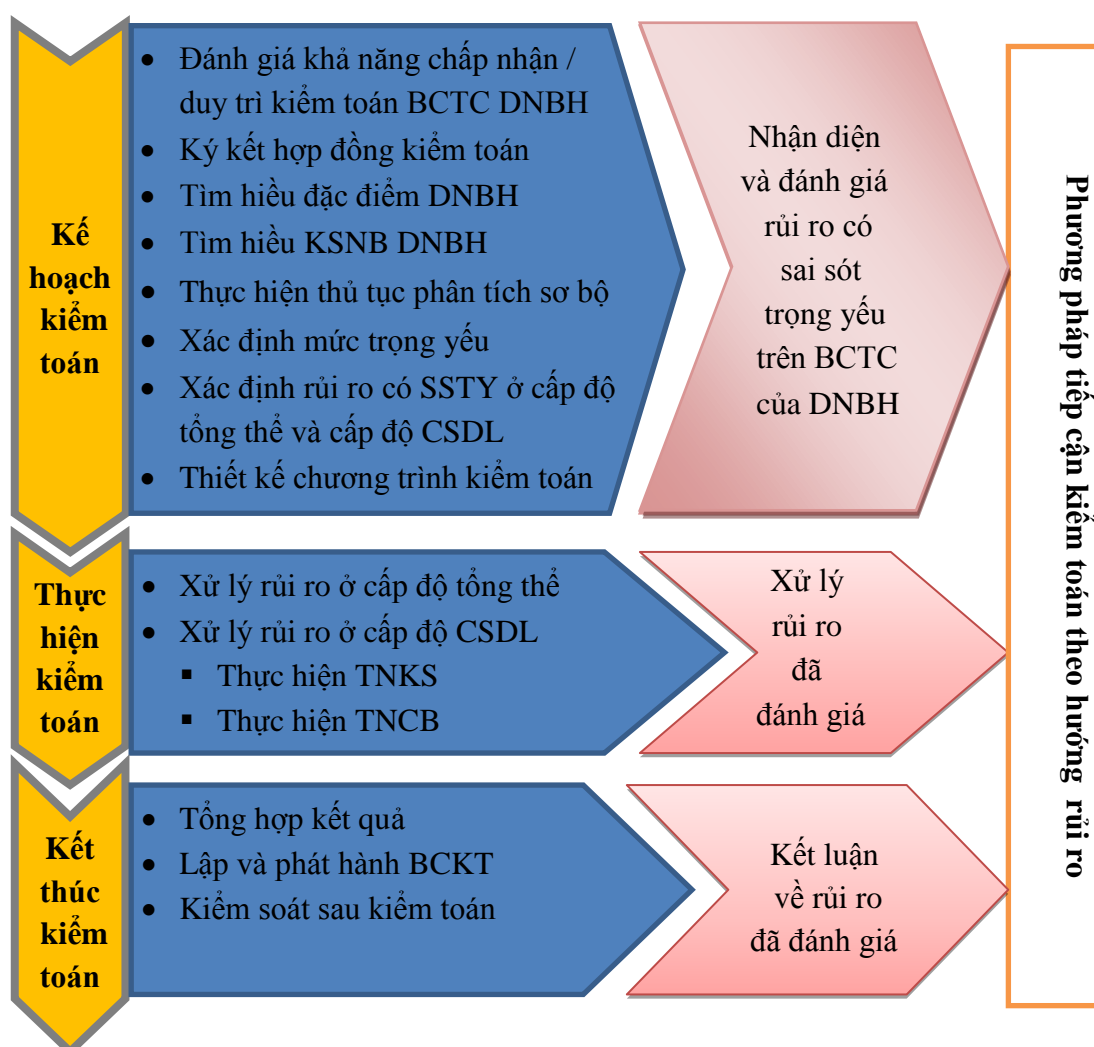 Kế
hoạch
kiểm
toán
• Đánh giá khả năng chấp nhận /
duy trì kiểm toán BCTC DNBH
• Ký kết hợp đồng kiểm toán
• Tìm hiểu đặc điểm DNBH
• Tìm hiểu KSNB DNBH
• Thực hiện thủ tục phân tích sơ bộ
• Xác định mức trọng yếu
• Xác định rủi ro có SSTY ở cấp độ
tổng thể và cấp độ CSDL
• Thiết kế chương trình kiểm toán
Nhận diện
và đánh giá
rủi ro có
sai sót
trọng yếu
trên BCTC
của DNBH
Thực
hiện
kiểm
toán
• Xử lý rủi ro ở cấp độ tổng thể
• Xử lý rủi ro ở cấp độ CSDL
▪ Thực hiện TNKS
▪ Thực hiện TNCB
Xử lý
rủi ro
đã
đánh giá
Kết
thúc
kiểm
toán
• Tổng hợp kết quả
• Lập và phát hành BCKT
• Kiểm soát sau kiểm toán
Kết luận
về rủi ro
đã đánh giá
Phương pháp tiếp cận kiểm toán theo hướng rủi ro